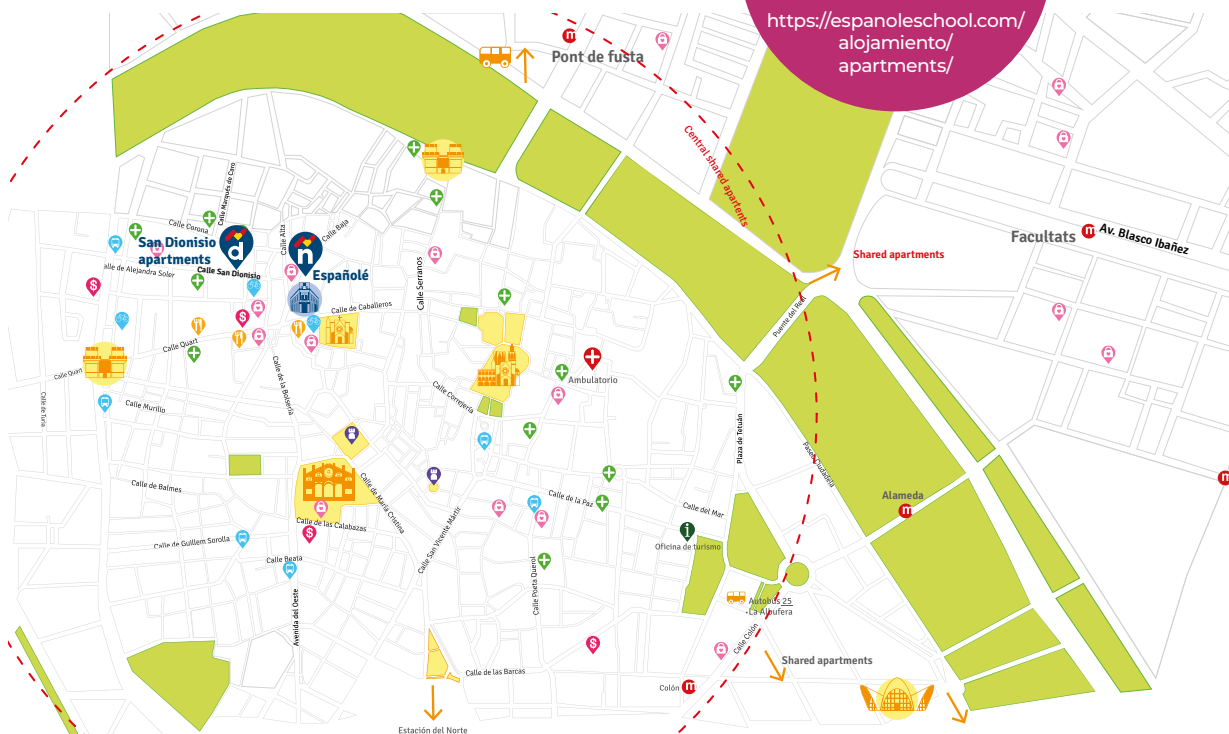 https://espanoleschool.com/
alojamiento/
apartments/
Pont de fusta
Central shared apartents
Calle Marqués de Caro
Calle Corona
Calle Alta
Calle Baja
San Dionisio
apartments
d
n
Españolé
Calle San Dionisio
alle de Alejandra Soler
Calle Serranos
Calle de Caballeros
Facultats
m
Av. Blasco Ibañez
Shared apartments
Puente del Real
Calle Quart
Calle Quart
Calle de la Bolsería
Ambulatorio
Calle Correjería
Calle de Turia
Calle Murillo
Plaza de Tetuán
Paseo Ciudadela
Calle de Balmes
Calle de María Cristina
Calle de la Paz
Calle del Mar
Alameda
m
Calle de las Calabazas
Calle San Vicente Mártir
i
Oficina de turismo
Calle de Guillem Sorolla
Calle Beata
Calle Poeta Querol
Avenida del Oeste
Autobus 25
-La Albufera
Calle Colón
Shared apartments
Calle de las Barcas
Colón
m
Estación del Norte